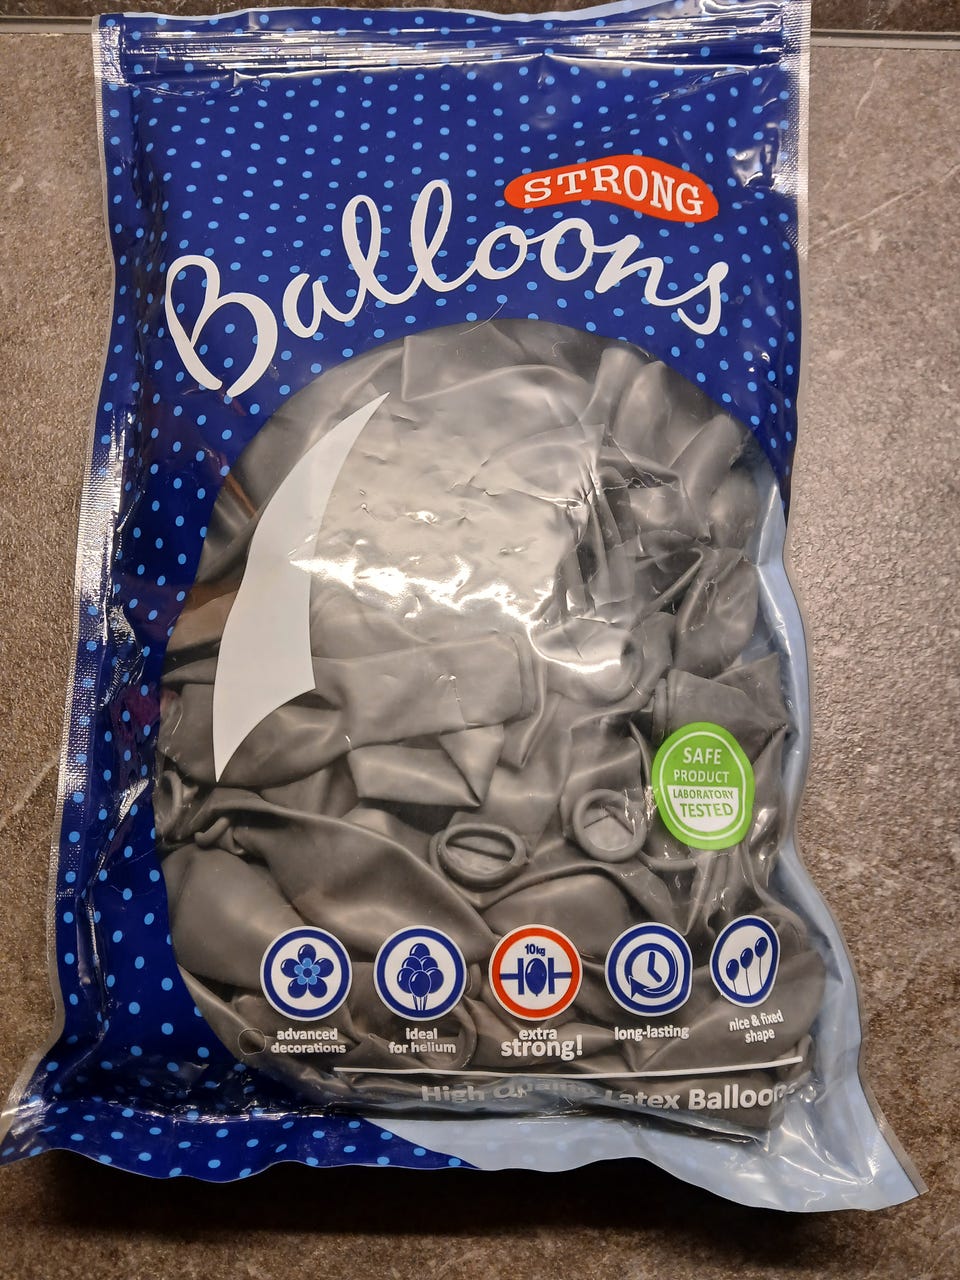 STRONG
Balloons
SAFE
PRODUCT
LABORATORY
TESTED
10kg
advanced
decorations
ideal
for helium
extra
strong!
long-lasting
nice & fixed
shape
High Quality Latex Balloons